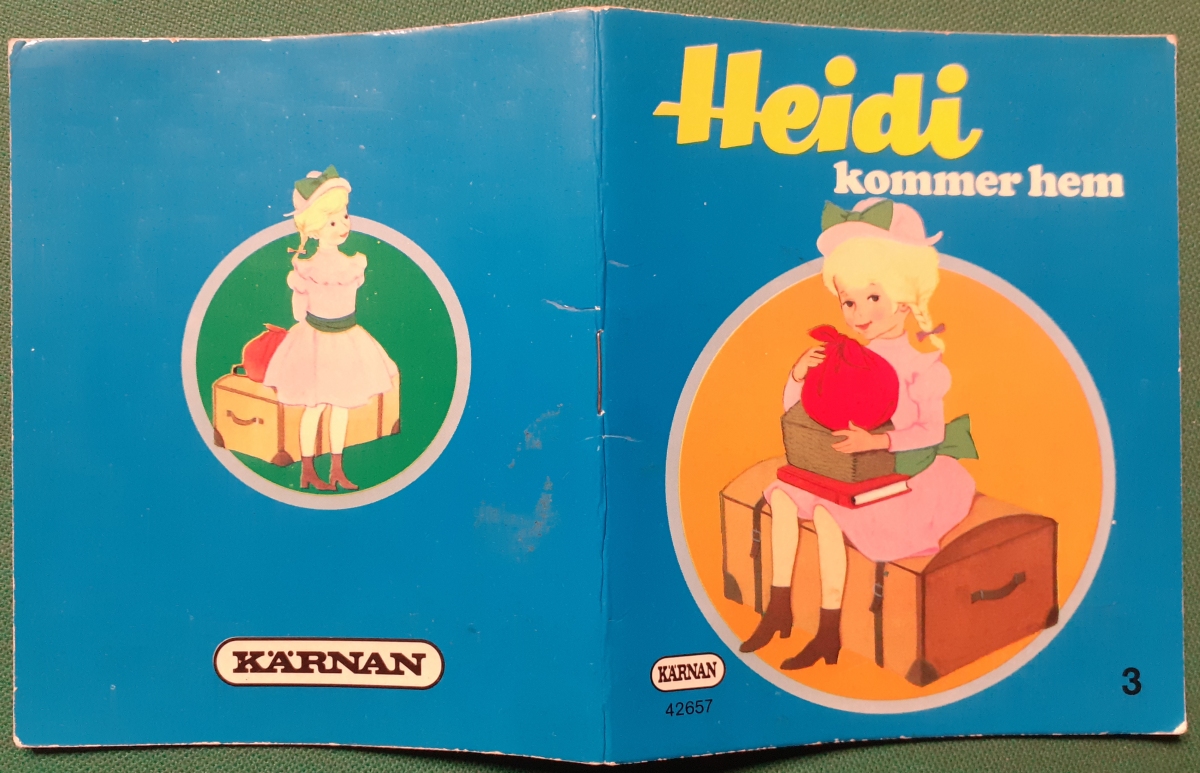 Heidi
kommer hem
KÄRNAN
KÄRNAN
42657
3